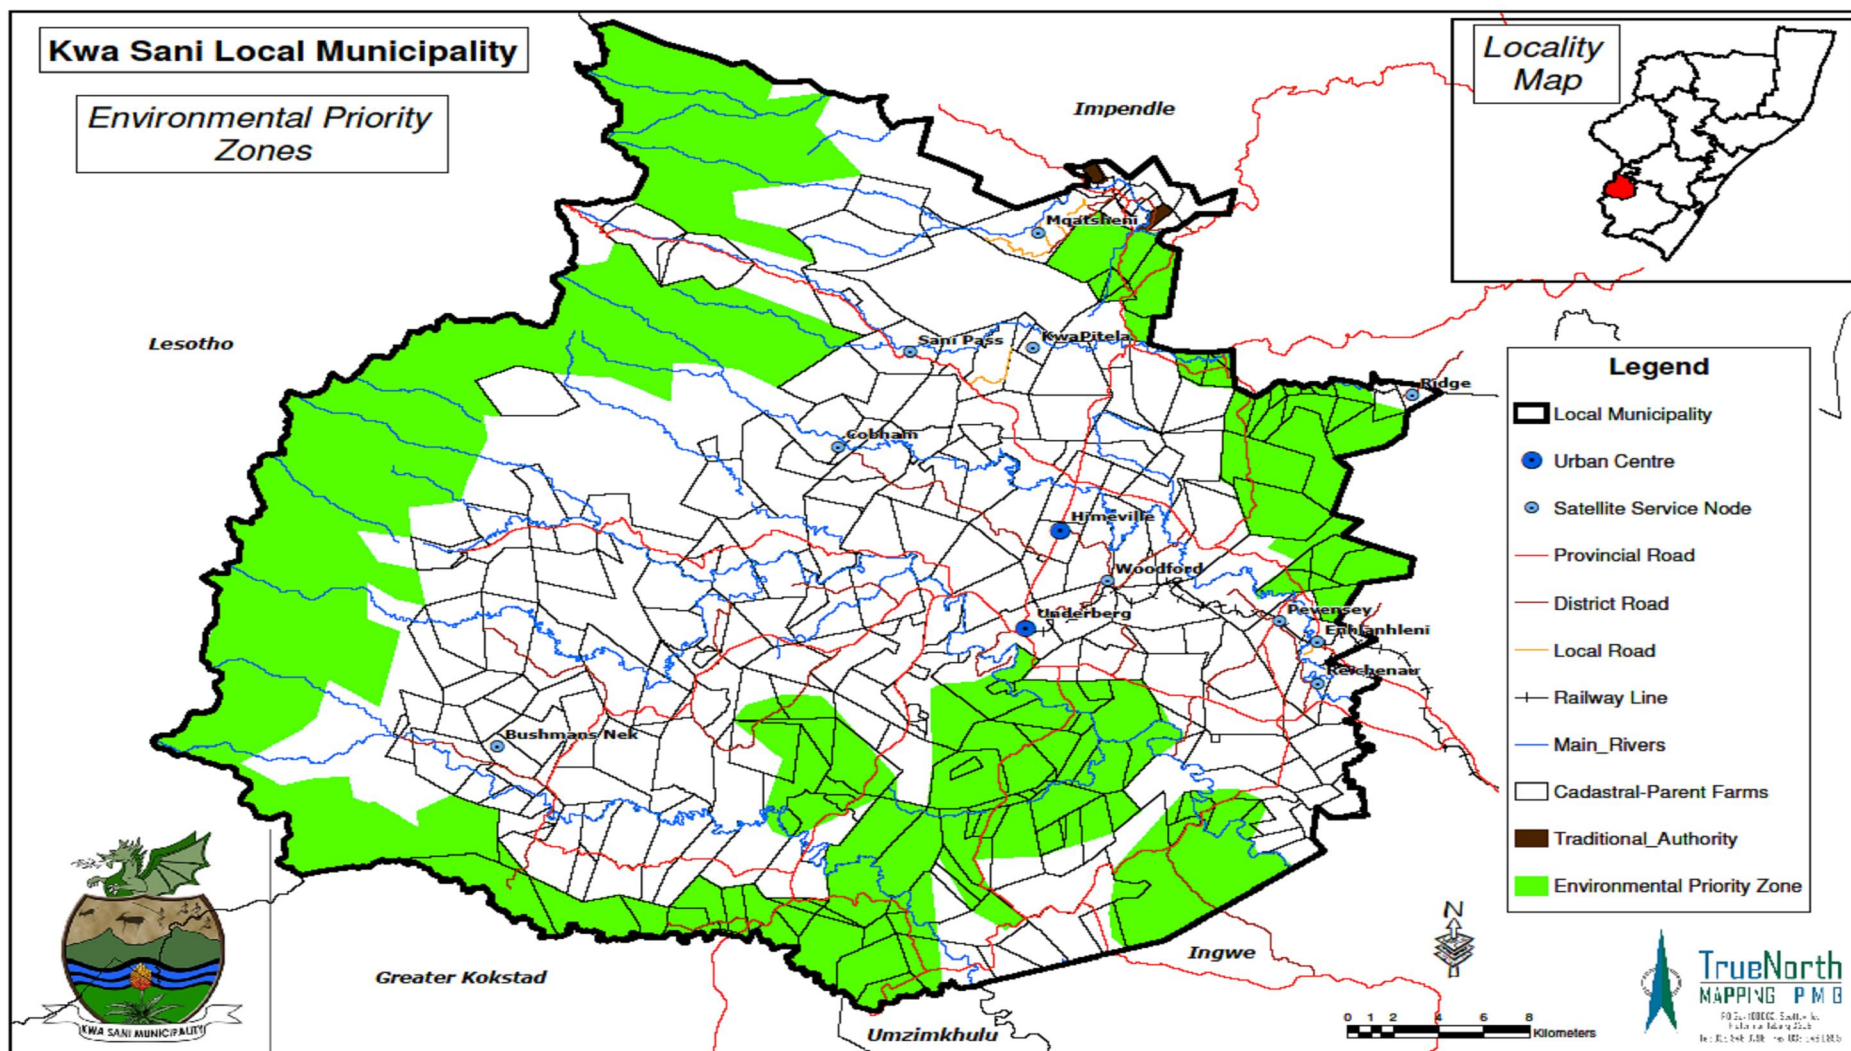 Kwa Sani Local Municipality
Environmental Priority
Zones
Locality
Map
Impendle
Lesotho
Mqatsheni
Sani Pass
KwaPitela
Ridge
Cobham
Himeville
Woodford
Underberg
Pevensey
Enhlanhleni
Reichenau
Bushmans Nek
Greater Kokstad
Umzimkhulu
Ingwe
Legend
Local Municipality
Urban Centre
Satellite Service Node
Provincial Road
District Road
Local Road
Railway Line
Main_Rivers
Cadastral-Parent Farms
Traditional_Authority
Environmental Priority Zone
N
0 1 2 4 6 8
Kilometers
KWA SANI MUNICIPALITY
TrueNorth
MAPPING PMB